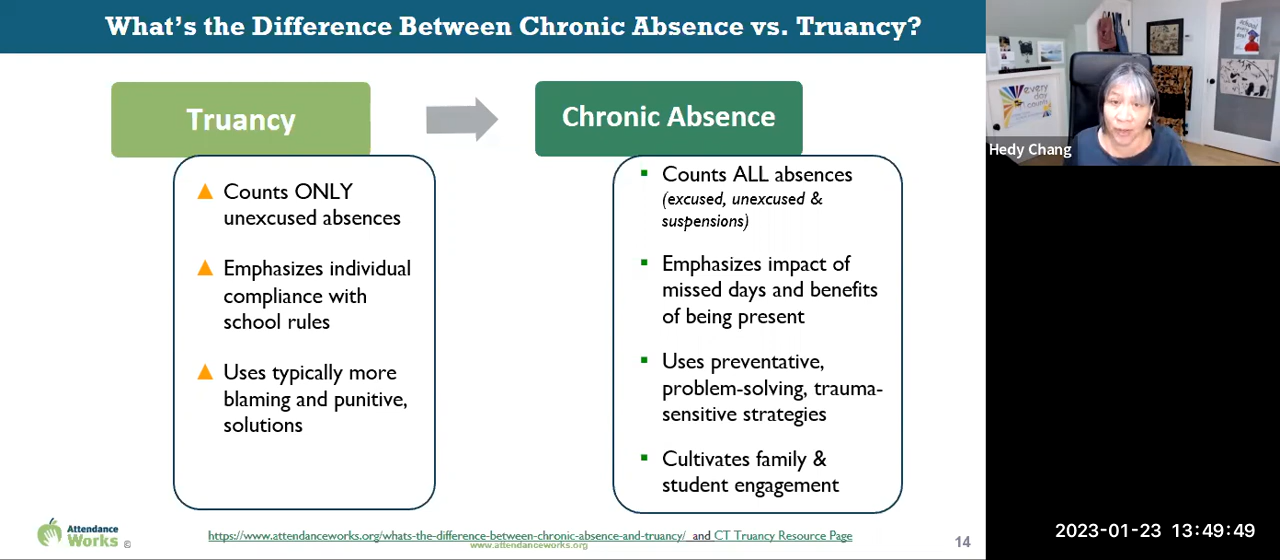 What's the Difference Between Chronic Absence vs. Truancy?
Truancy
Counts ONLY
unexcused absences
Emphasizes individual
compliance with
school rules
Uses typically more
blaming and punitive,
solutions
Chronic Absence
Counts ALL absences
(excused, unexcused &
suspensions)
Emphasizes impact of
missed days and benefits
of being present
Uses preventative,
problem-solving, trauma-
sensitive strategies
Cultivates family &
student engagement
Attendance
Works ©
https://www.attendanceworks.org/whats-the-difference-between-chronic-absence-and-truancy/ and CT Truancy Resource Page
www.attendanceworks.org
14
every
day
counts
Hedy Chang
2023-01-23 13:49:49